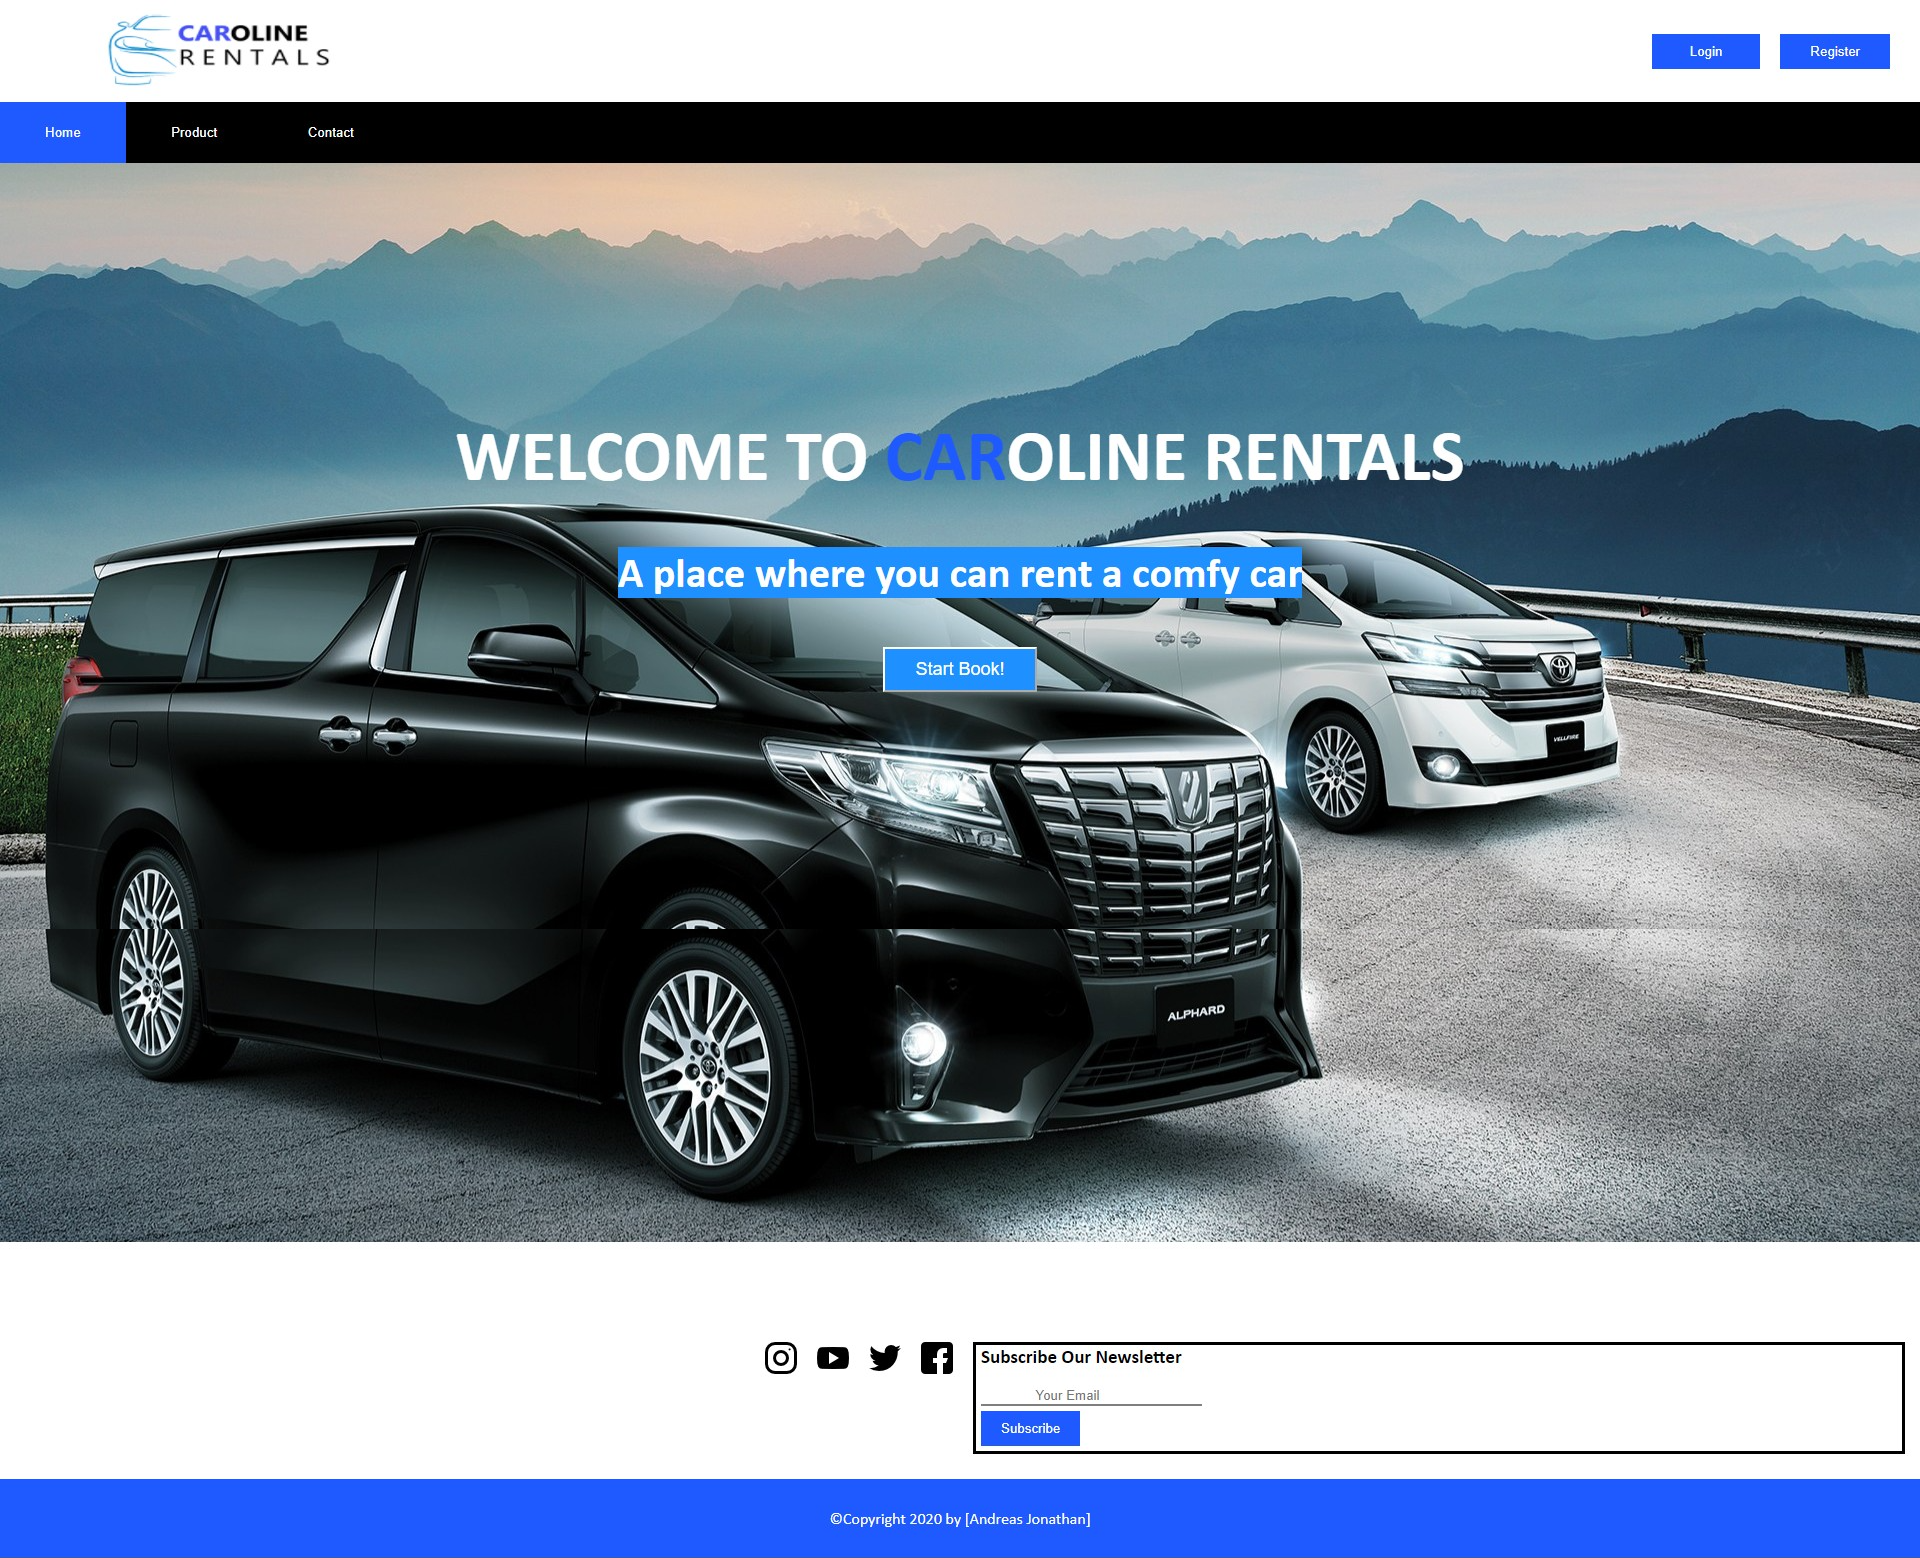 CAROLINE
RENTALS
Login
Register
Home
Product
Contact
WELCOME TO CAROLINE RENTALS
A place where you can rent a comfy car
Start Book!
VELLFIRE
ALPHARD
Subscribe Our Newsletter
Your Email
Subscribe
©Copyright 2020 by [Andreas Jonathan]